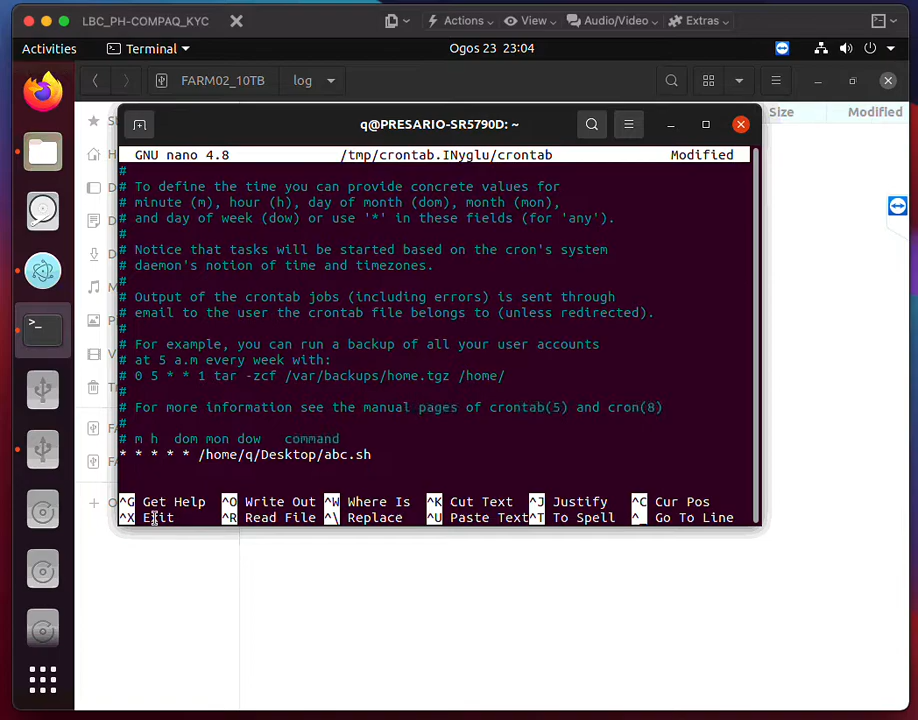 LBC_PH-COMPAQ_KYC
Actions
View
Audio/Video
Extras
Activities
Terminal
Ogos 23 23:04
FARM02_10TB
log
Size
Modified
q@PRESARIO-SR5790D: ~
GNU nano 4.8 /tmp/crontab.INyglu/crontab Modified
#
# To define the time you can provide concrete values for
# minute (m), hour (h), day of month (dom), month (mon),
# and day of week (dow) or use '*' in these fields (for 'any').
#
# Notice that tasks will be started based on the cron's system
# daemon's notion of time and timezones.
#
# Output of the crontab jobs (including errors) is sent through
# email to the user the crontab file belongs to (unless redirected).
#
# For example, you can run a backup of all your user accounts
# at 5 a.m every week with:
# 0 5 * * 1 tar -zcf /var/backups/home.tgz /home/
#
# For more information see the manual pages of crontab(5) and cron(8)
#
# m h  dom mon dow   command
* * * * * /home/q/Desktop/abc.sh
^G Get Help ^O Write Out ^W Where Is ^K Cut Text ^J Justify ^C Cur Pos
^X Exit ^R Read File ^\ Replace ^U Paste Text ^T To Spell ^_ Go To Line